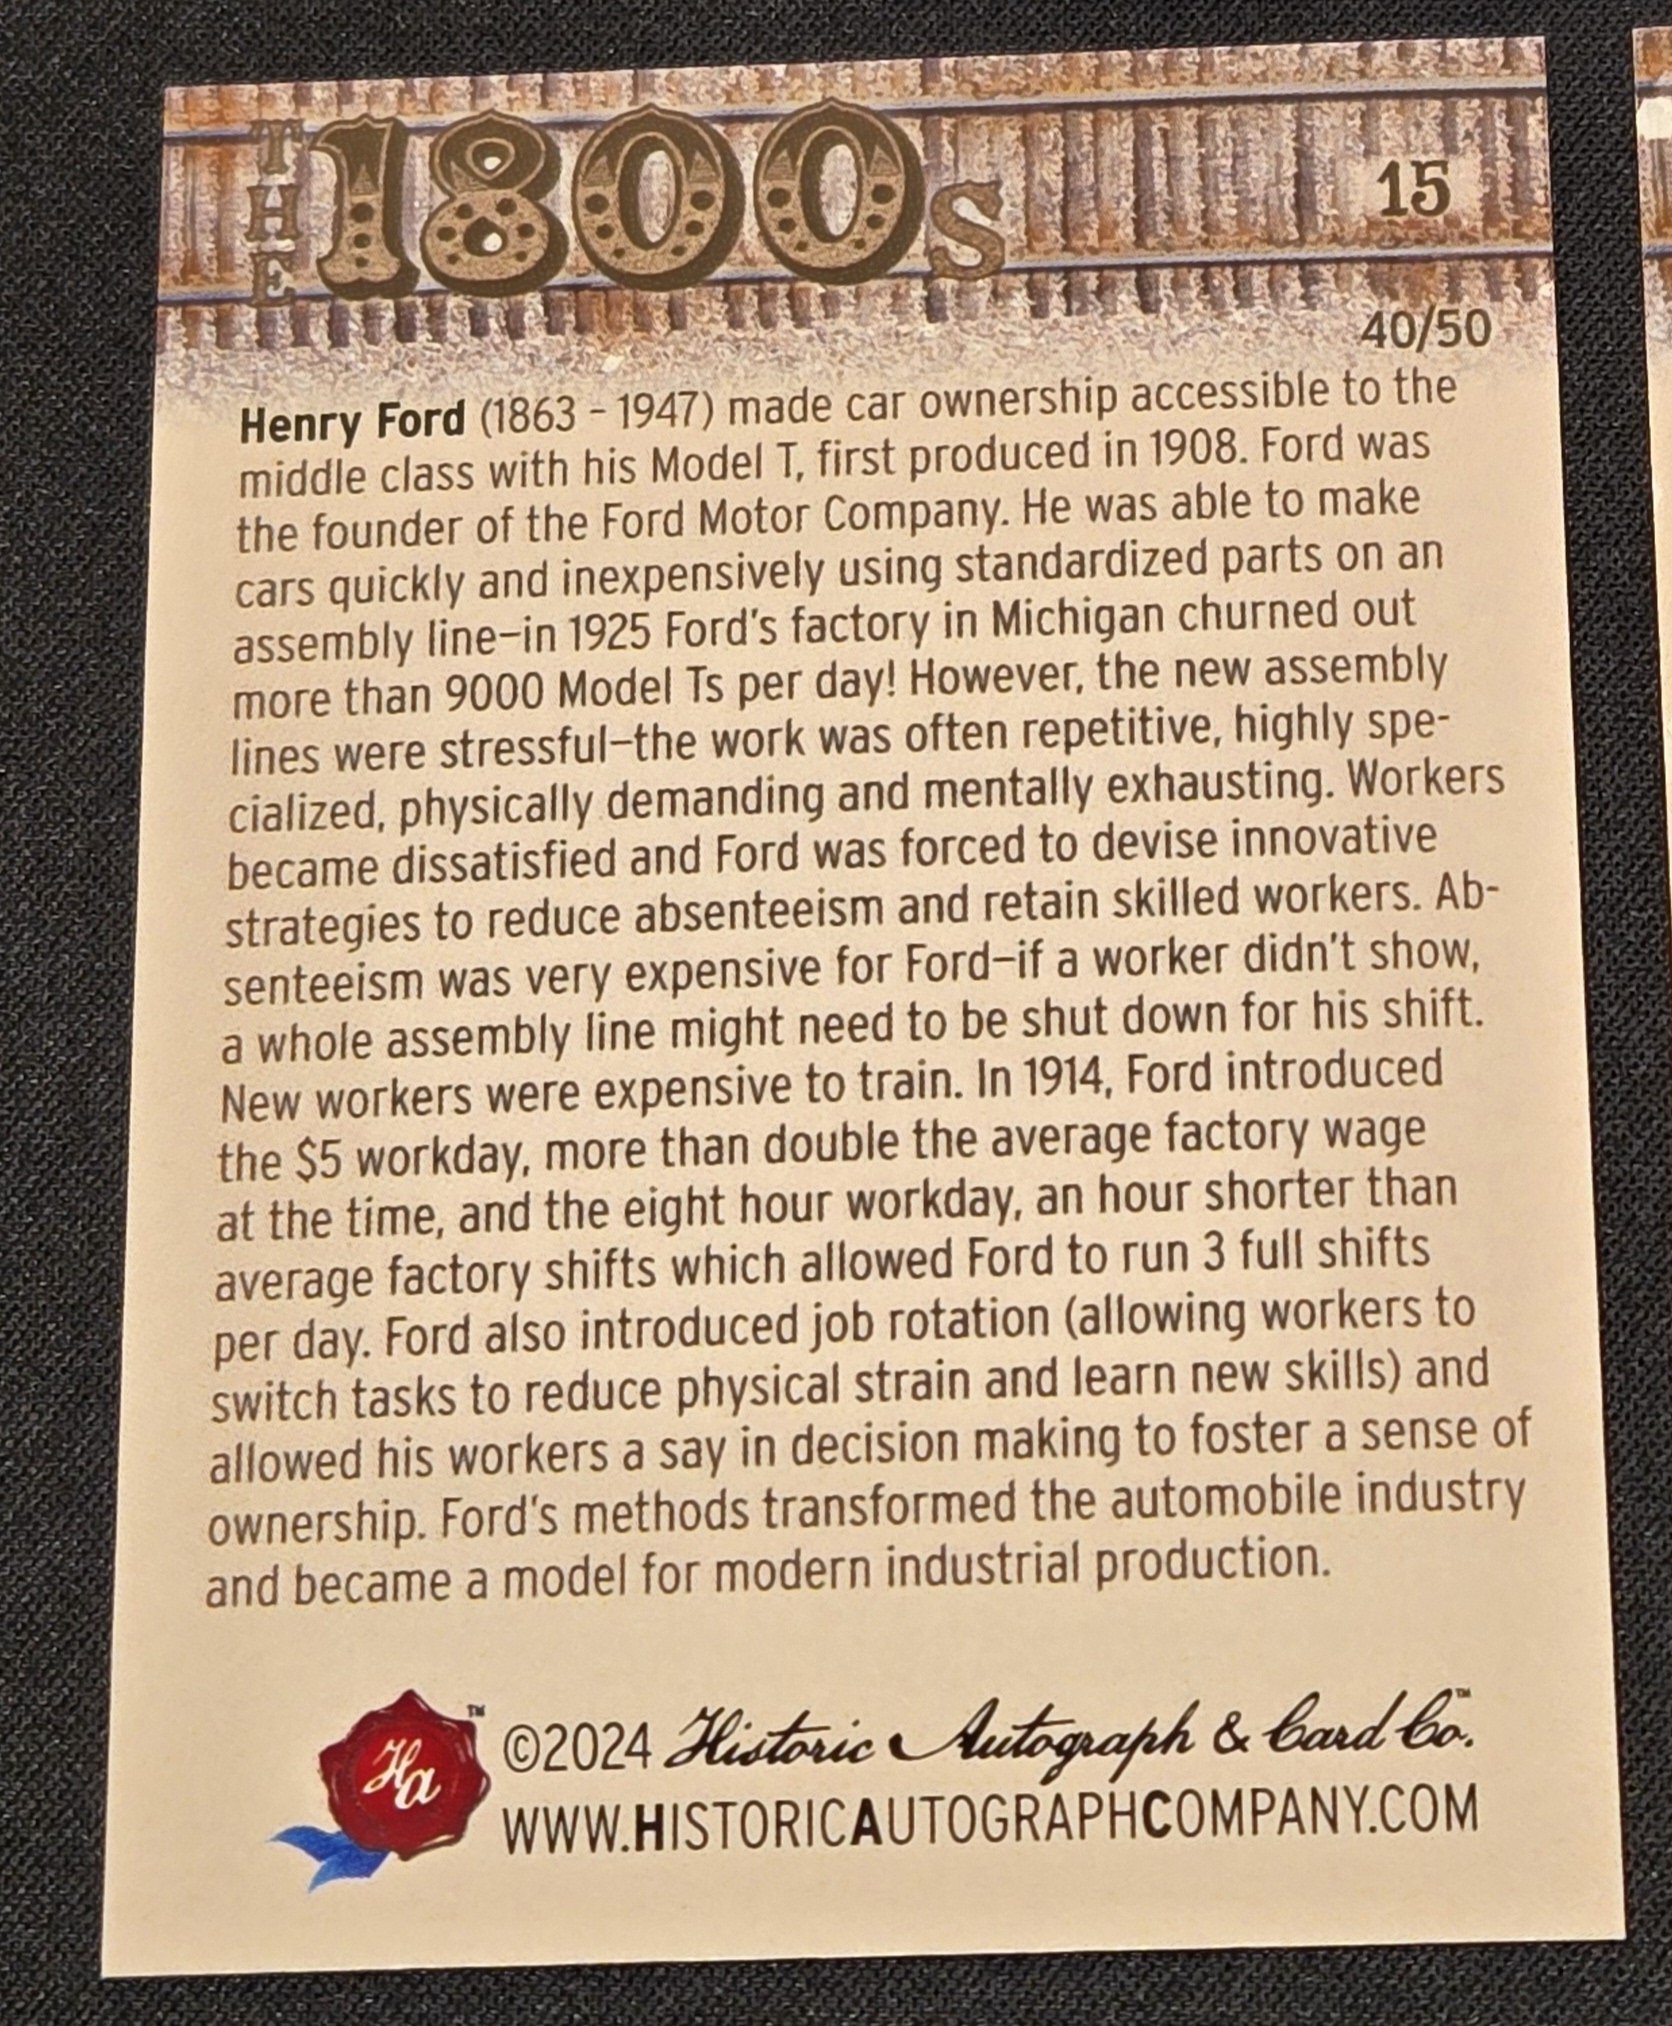 THE 1800s
15
40/50
Henry Ford (1863 - 1947) made car ownership accessible to the
middle class with his Model T, first produced in 1908. Ford was
the founder of the Ford Motor Company. He was able to make
cars quickly and inexpensively using standardized parts on an
assembly line–in 1925 Ford's factory in Michigan churned out
more than 9000 Model Ts per day! However, the new assembly
lines were stressful–the work was often repetitive, highly spe-
cialized, physically demanding and mentally exhausting. Workers
became dissatisfied and Ford was forced to devise innovative
strategies to reduce absenteeism and retain skilled workers. Ab-
senteeism was very expensive for Ford–if a worker didn't show,
a whole assembly line might need to be shut down for his shift.
New workers were expensive to train. In 1914, Ford introduced
the $5 workday, more than double the average factory wage
at the time, and the eight hour workday, an hour shorter than
average factory shifts which allowed Ford to run 3 full shifts
per day. Ford also introduced job rotation (allowing workers to
switch tasks to reduce physical strain and learn new skills) and
allowed his workers a say in decision making to foster a sense of
ownership. Ford's methods transformed the automobile industry
and became a model for modern industrial production.
Ha ™ ©2024 Historic Autograph & Card Co.™
WWW.HISTORICAUTOGRAPHCOMPANY.COM